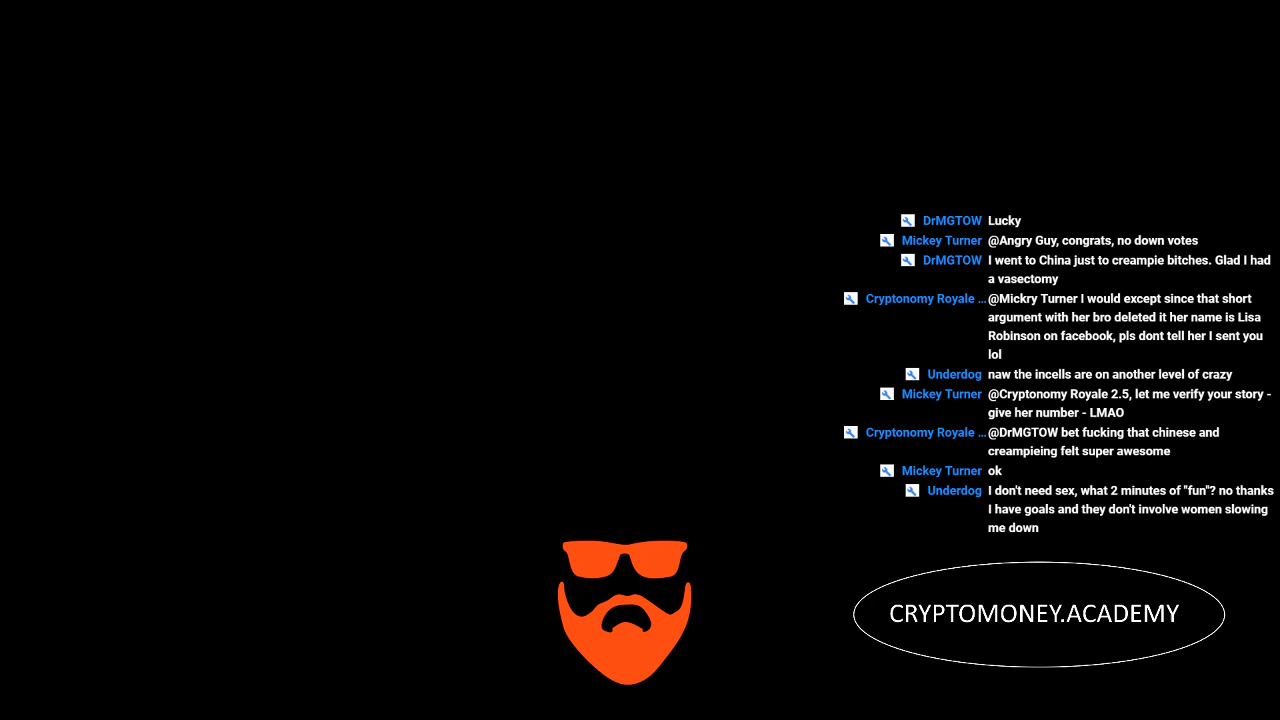 DrMGTOW Lucky
Mickey Turner @Angry Guy, congrats, no down votes
DrMGTOW I went to China just to creampie bitches. Glad I had
a vasectomy
Cryptonomy Royale ... @Mickry Turner I would except since that short
argument with her bro deleted it her name is Lisa
Robinson on facebook, pls dont tell her I sent you
lol
Underdog naw the incells are on another level of crazy
Mickey Turner @Cryptonomy Royale 2.5, let me verify your story -
give her number - LMAO
Cryptonomy Royale ... @DrMGTOW bet fucking that chinese and
creampieing felt super awesome
Mickey Turner ok
Underdog I don't need sex, what 2 minutes of "fun"? no thanks
I have goals and they don't involve women slowing
me down
CRYPTOMONEY.ACADEMY